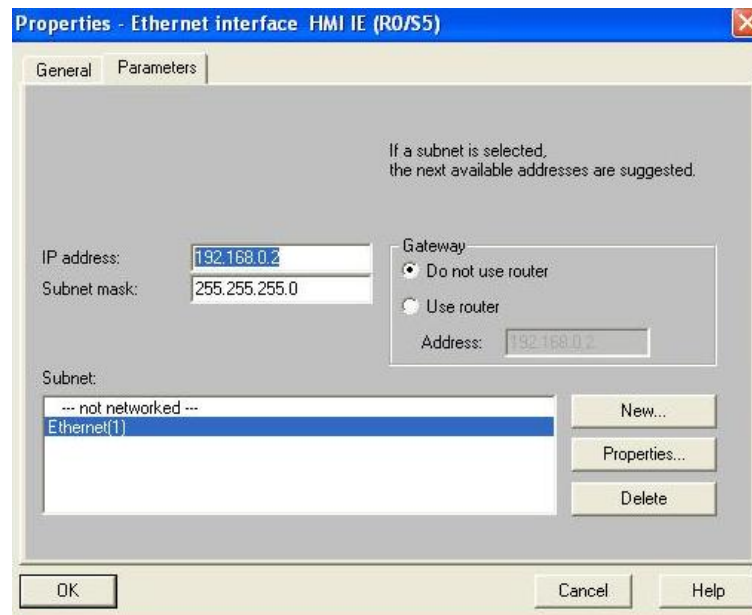 Properties - Ethernet interface HMI IE (R0/S5)
General
Parameters
If a subnet is selected,
the next available addresses are suggested.
IP address:
192.168.0.2
Subnet mask:
255.255.255.0
Gateway
Do not use router
Use router
Address:
192.168.0.2
Subnet:
--- not networked ---
Ethernet(1)
New...
Properties...
Delete
OK
Cancel
Help